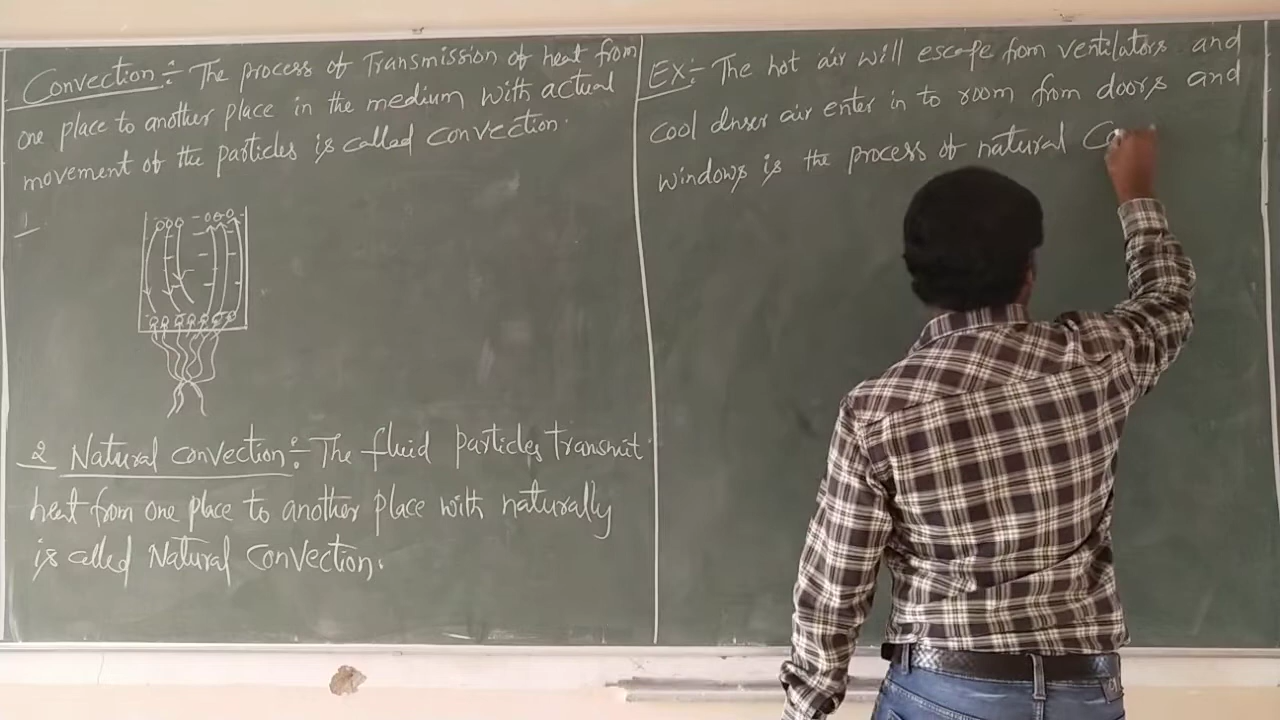 Convection :- The process of Transmission of heat from
one place to another place in the medium with actual
movement of the particles is called convection.
1
2 Natural convection :- The fluid particles transmit
heat from one place to another place with naturally
is called Natural Convection.
Ex :- The hot air will escape from ventilators and
cool dnser air enter in to room from doors and
windows is the process of natural Co